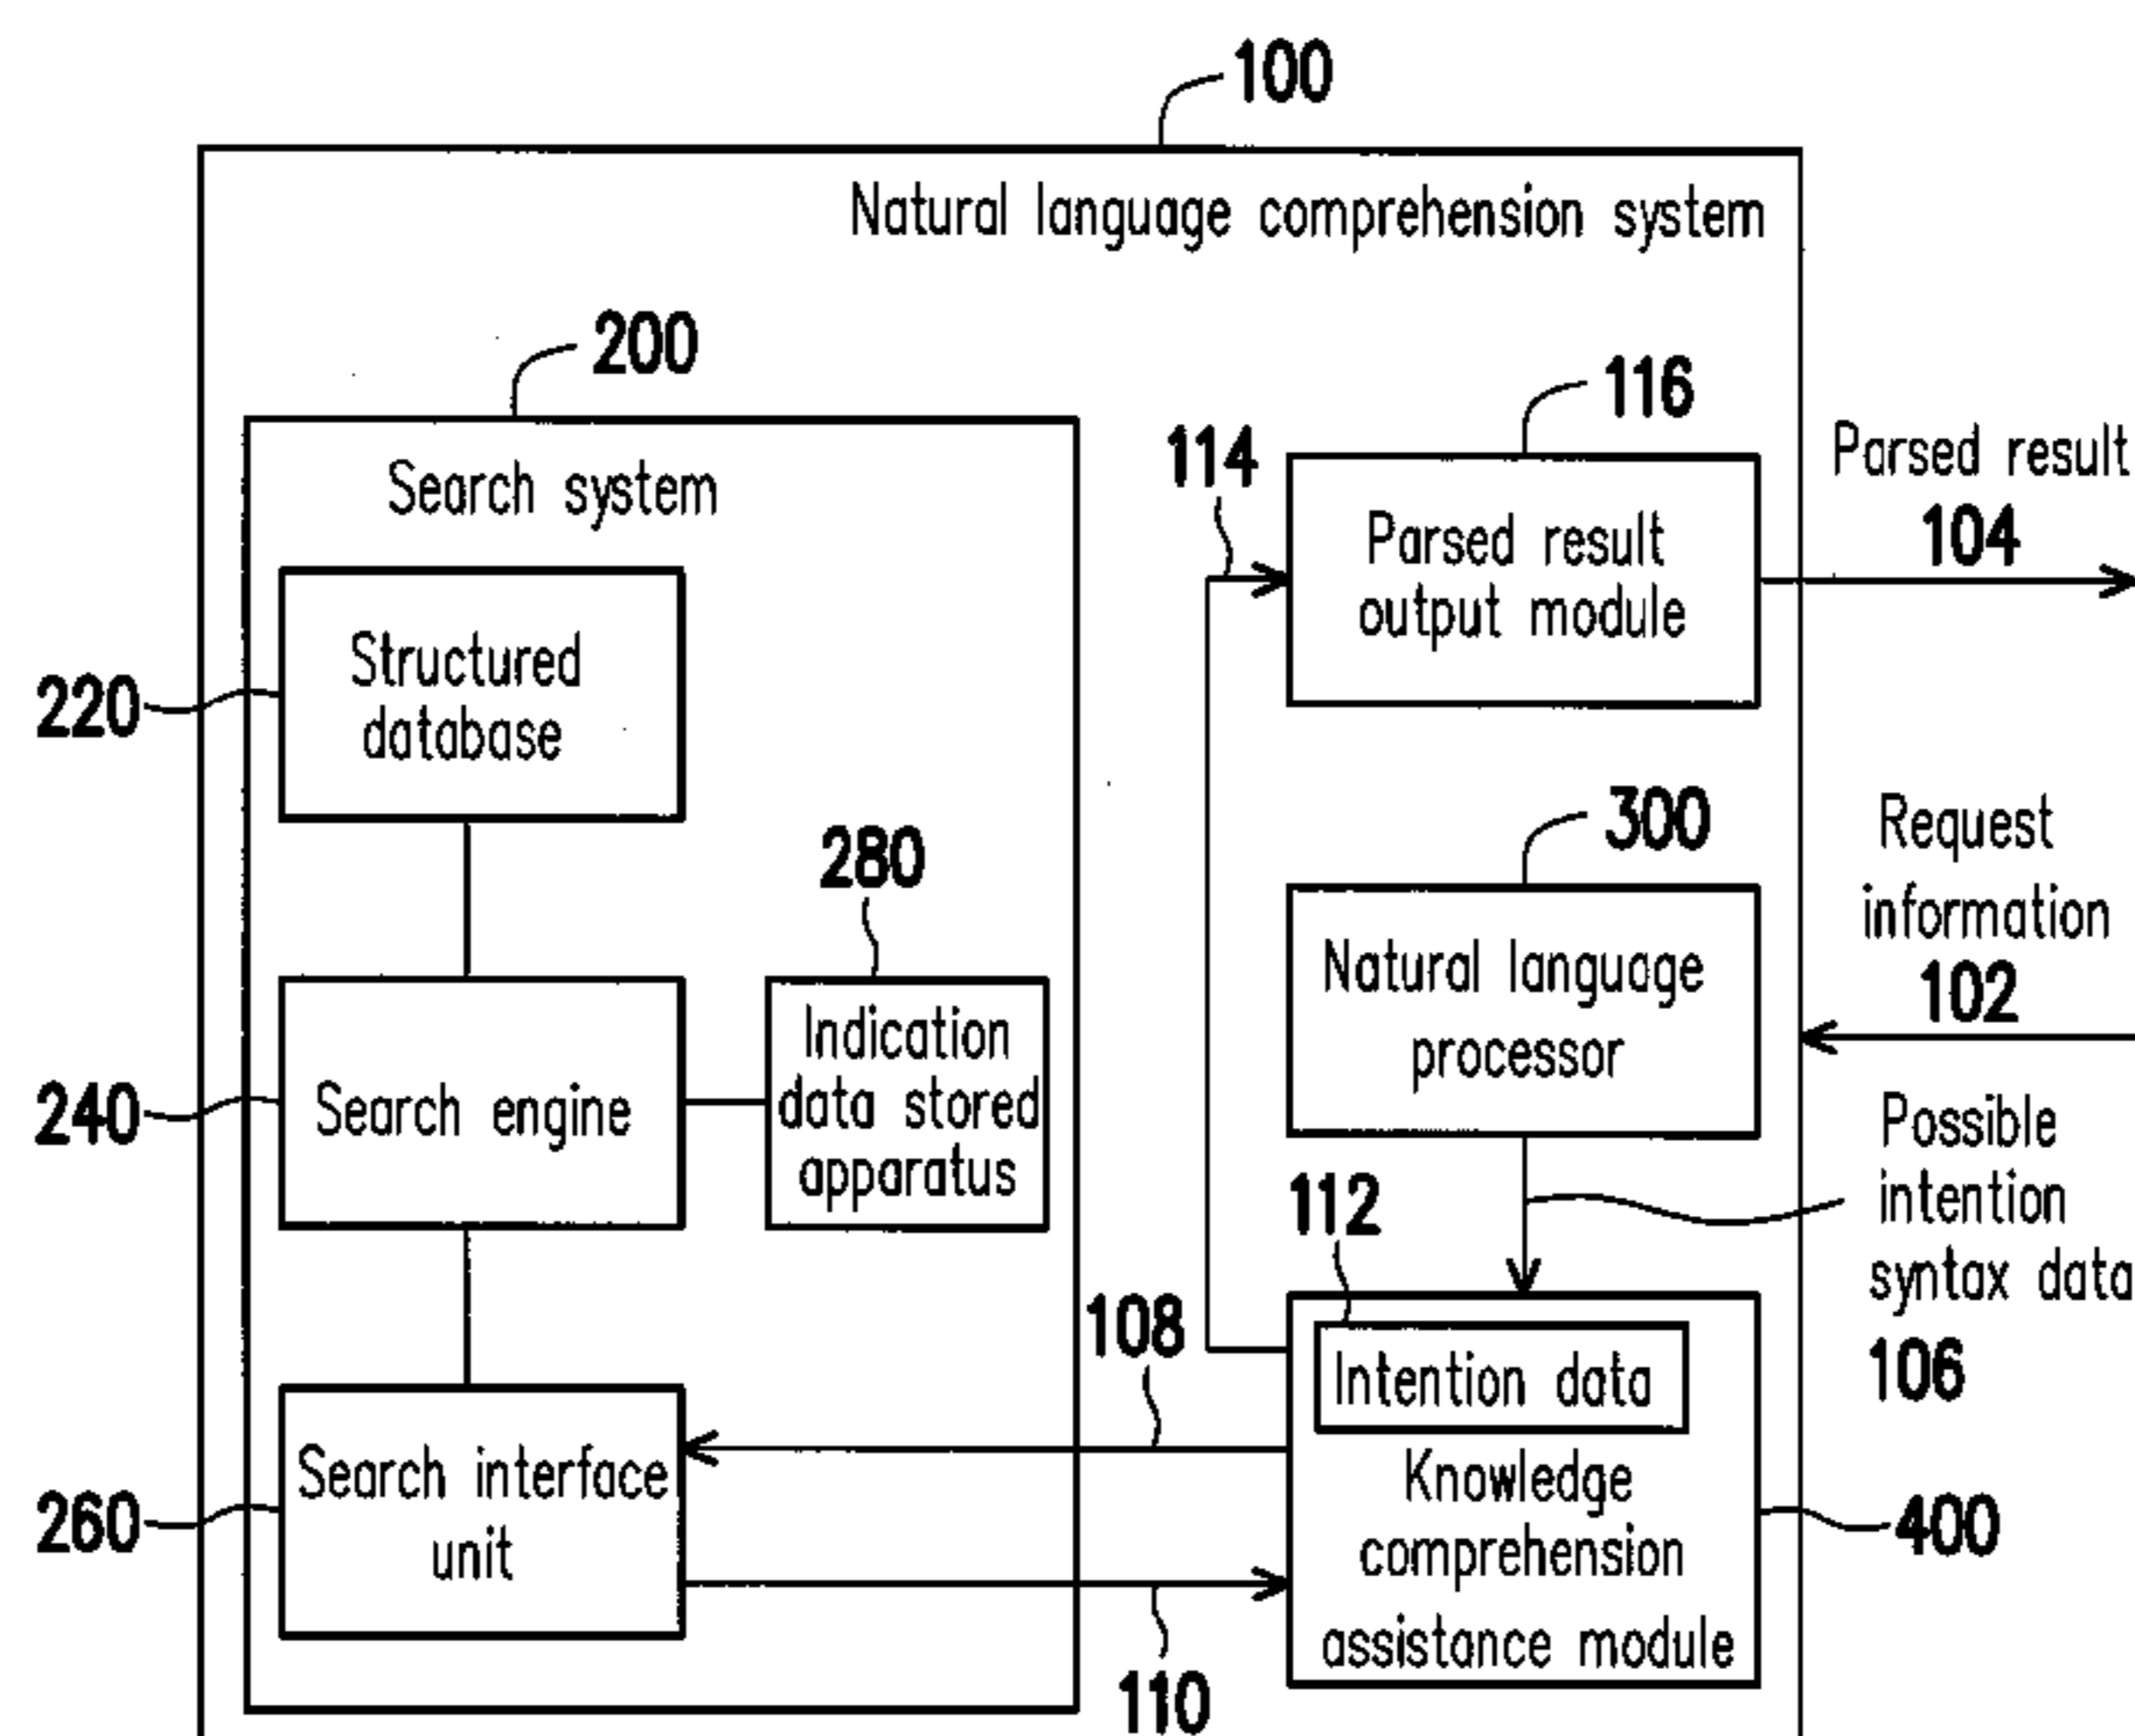 100
Natural language comprehension system
200
Search system
220
Structured
database
280
240
Search engine
Indication
data stored
apparatus
260
Search interface
unit
108
110
114
116
Parsed result
output module
Parsed result
104
300
Natural language
processor
Request
information
102
Possible
intention
syntax data
106
112
Intention data
Knowledge
comprehension
assistance module
400